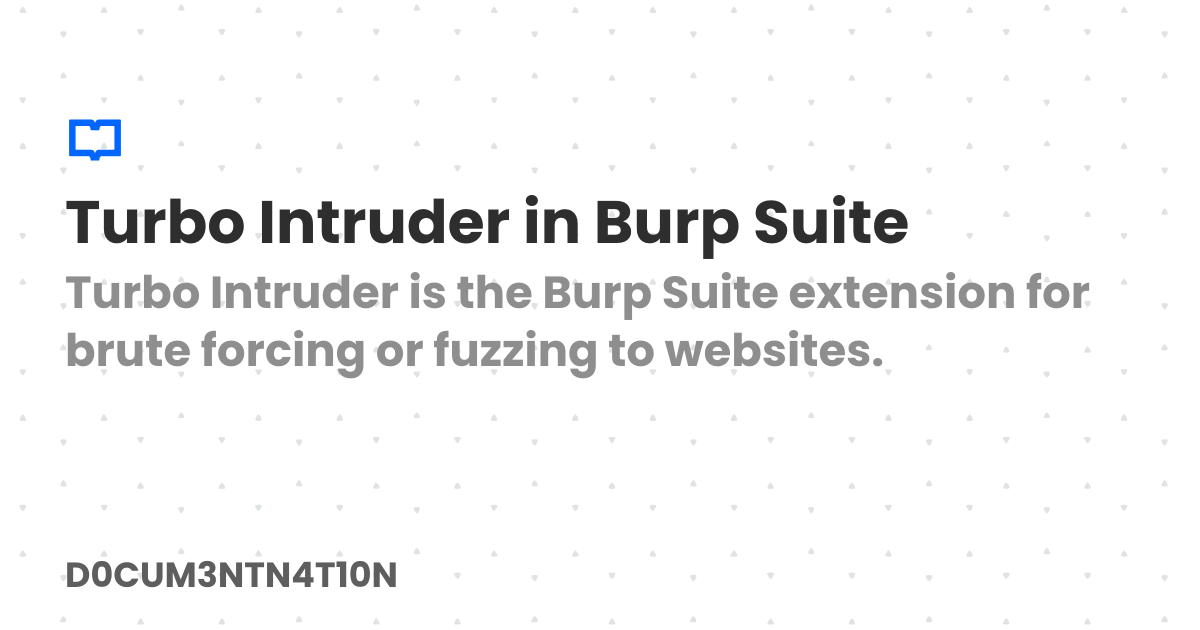 Turbo Intruder in Burp Suite
Turbo Intruder is the Burp Suite extension for
brute forcing or fuzzing to websites.
D0CUM3NTN4T10N